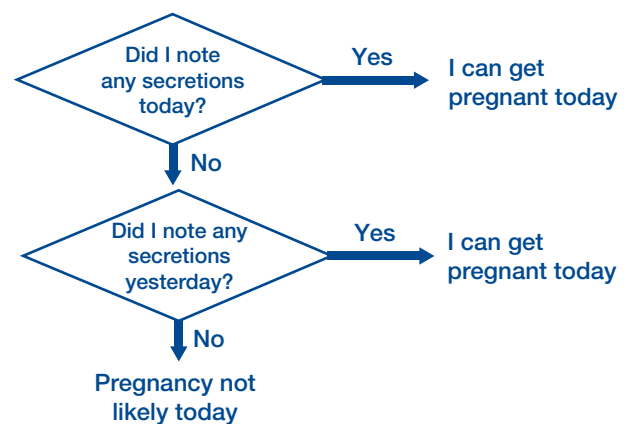 Did I note
any secretions
today?
Yes
I can get
pregnant today
No
Did I note any
secretions
yesterday?
Yes
I can get
pregnant today
No
Pregnancy not
likely today